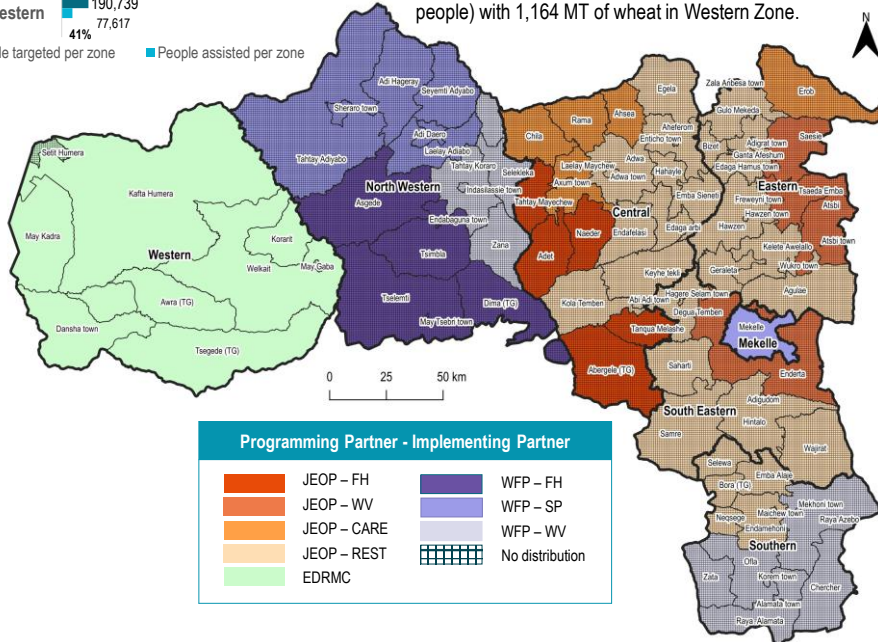 estern
190,739
77,617
41%
le targeted per zone
People assisted per zone
people) with 1,164 MT of wheat in Western Zone.
N
Adi Hageray
Seyemti Adyabo
Sheraro town
Adi Daero
Laelay Adiabo
Tahtay Adiyabo
Tahtay Koraro
Selekleka
North Western
Indasilassie town
Asgede
Endabaguna town
Zana
Tsimbla
Tselemti
Dima (TG)
May Tsebri town
Setit Humera
Kafta Humera
May Kadra
Western
Korarit
Welkait
May Gaba
Awra (TG)
Dansha town
Tsegede (TG)
Egela
Chila
Rama
Ahsea
Aheferom
Enticho town
Adwa
Laelay Maychew
Adwa town
Hahayle
Axum town
Tahtay Mayechew
Emba Sieneti
Central
Naeder
Endafelasi
Edaga arbi
Adet
Keyhe tekli
Kola Temben
Abi Adi town
Tanqua Melashe
Abergele (TG)
Zala Anbesa town
Erob
Gulo Mekeda
Saesie
Bizet
Adigrat town
Ganta Afeshum
Edaga Hamus town
Eastern
Tsaeda Emba
Freweyni town
Atsbi
Hawzen town
Hawzen
Atsbi town
Kelete Awelallo
Wukro town
Geraleta
Agulae
Hagere Selam town
Degua Temben
Mekelle
Mekelle
Saharti
Enderta
Adigudom
South Eastern
Hintalo
Samre
Wajirat
Selewa
Emba Alaje
Bora (TG)
Mekhoni town
Neqsege
Maichew town
Raya Azebo
Endamehoni
Southern
Ofla
Zata
Korem town
Chercher
Alamata town
Raya Alamata
0 25 50 km
Programming Partner - Implementing Partner
JEOP – FH
JEOP – WV
JEOP – CARE
JEOP – REST
EDRMC
WFP – FH
WFP – SP
WFP – WV
No distribution